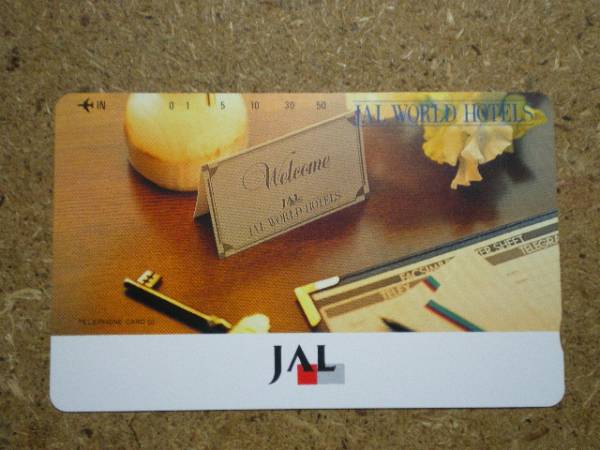 IN 0 1 5 10 30 50
JAL WORLD HOTELS
Welcome
JAL
JAL WORLD HOTELS
TELEX
TELEPHONE CARD 50
JAL